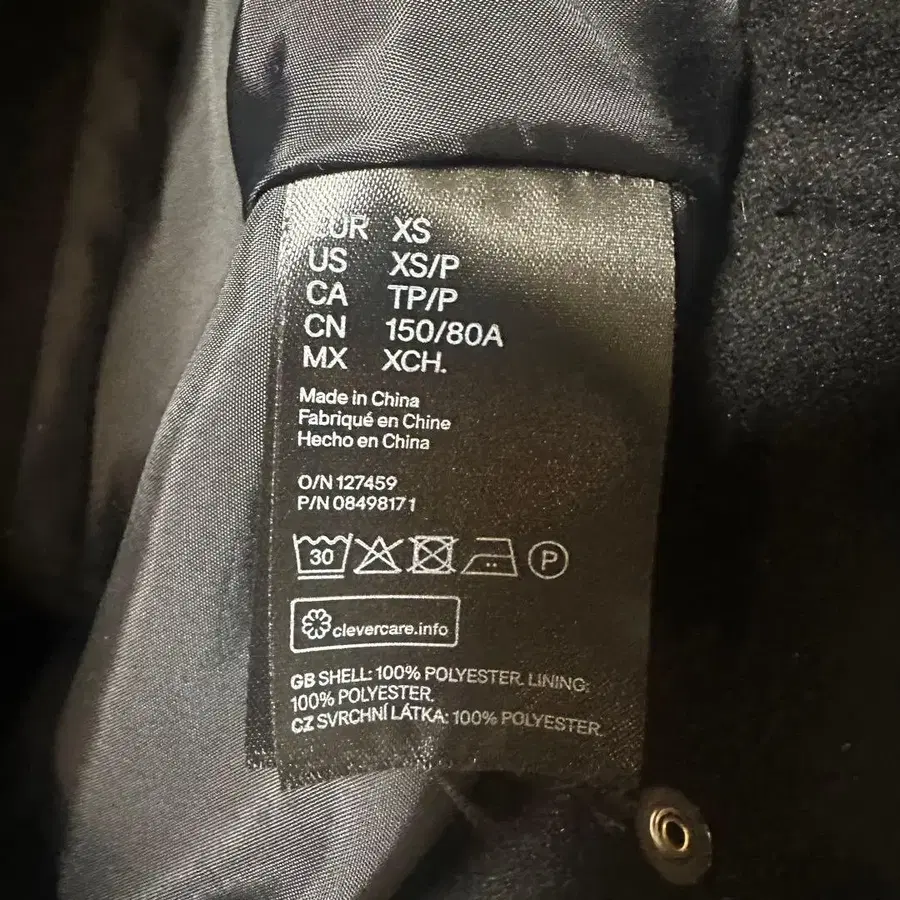 EUR XS
US XS/P
CA TP/P
CN 150/80A
MX XCH.
Made in China
Fabriqué en Chine
Hecho en China
O/N 127459
P/N 08498171
30 P
clevercare.info
GB SHELL: 100% POLYESTER. LINING:
100% POLYESTER.
CZ SVRCHNÍ LÁTKA: 100% POLYESTER.